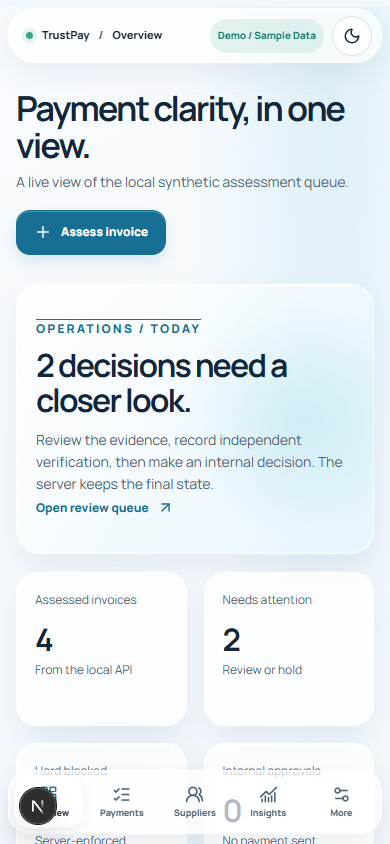 TrustPay / Overview
Demo / Sample Data
Payment clarity, in one
view.
A live view of the local synthetic assessment queue.
Assess invoice
OPERATIONS / TODAY
2 decisions need a
closer look.
Review the evidence, record independent
verification, then make an internal decision. The
server keeps the final state.
Open review queue
Assessed invoices
4
From the local API
Needs attention
2
Review or hold
Hard blocked
Internal approvals
0
N
Payments
Suppliers
Insights
More
Server-enforced
No payment sent